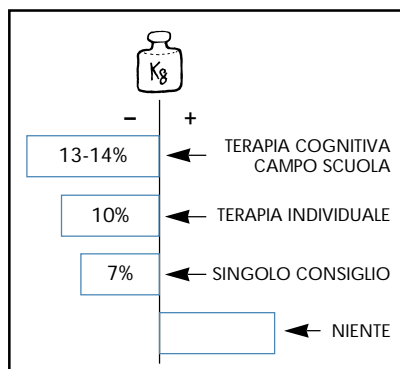 Kg
– +
13-14%
TERAPIA COGNITIVA
CAMPO SCUOLA
10%
TERAPIA INDIVIDUALE
7%
SINGOLO CONSIGLIO
NIENTE